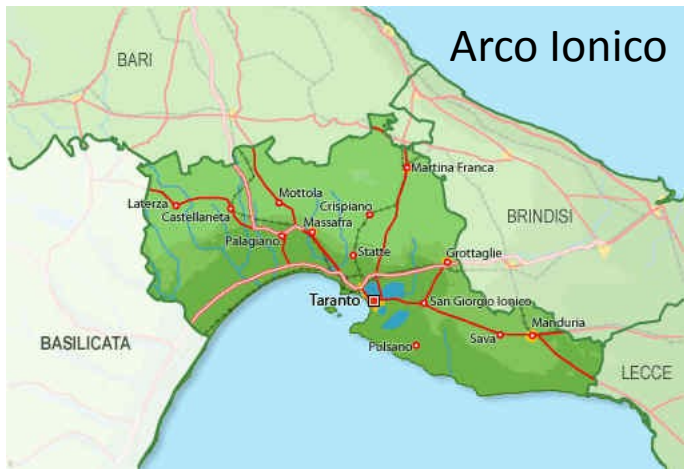 Arco Ionico
BARI
Martina Franca
Laterza
Mottola
Castellaneta
Crispiano
Massafra
BRINDISI
Palagiano
Statte
Grottaglie
Taranto
San Giorgio Ionico
Manduria
BASILICATA
Pulsano
Sava
LECCE